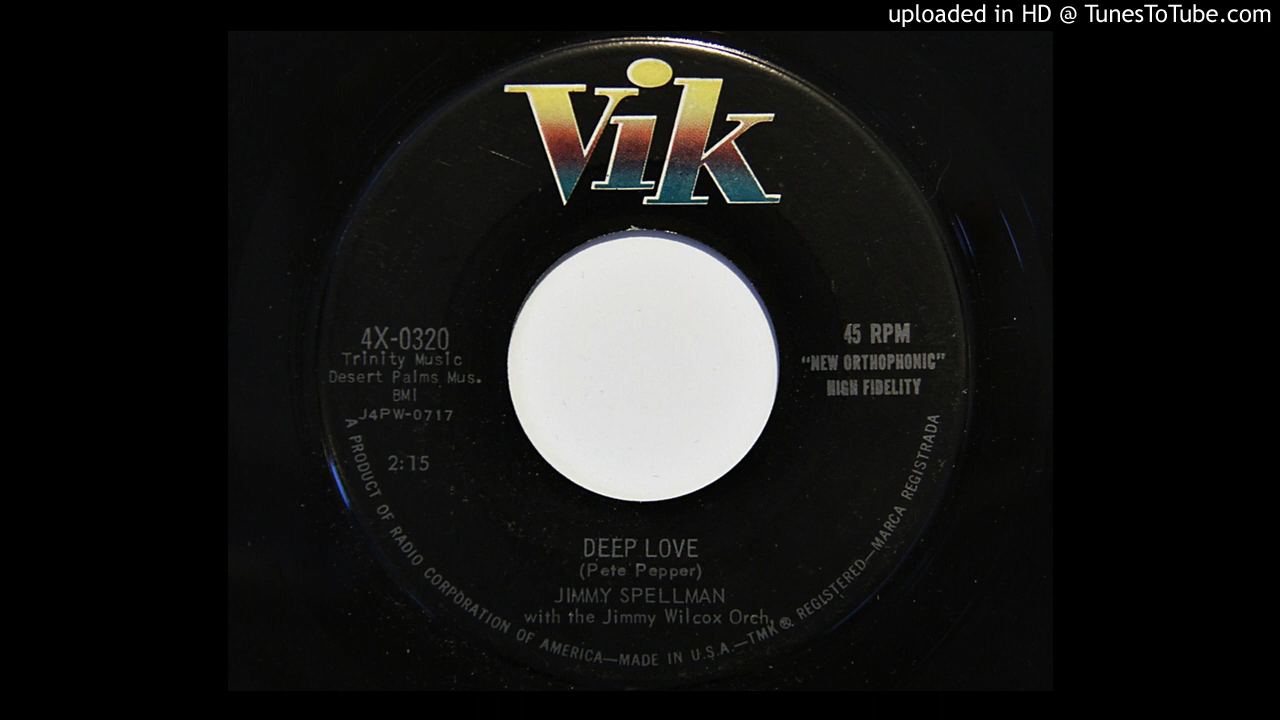 uploaded in HD @ TunesToTube.com
Vik
4X-0320
Trinity Music
Desert Palms Mus.
BMI
J4PW-0717
2:15
45 RPM
“NEW ORTHOPHONIC”
HIGH FIDELITY
DEEP LOVE
(Pete Pepper)
JIMMY SPELLMAN
with the Jimmy Wilcox Orch.
A PRODUCT OF RADIO CORPORATION OF AMERICA—MADE IN U.S.A.—TMK ® REGISTERED—MARCA REGISTRADA